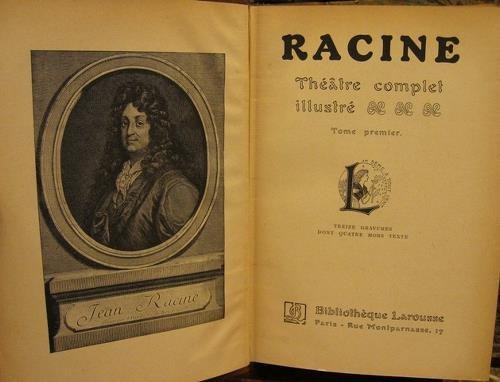 Jean Racine
RACINE
Théâtre complet
illustré
Tome premier.
L
TREIZE GRAVURES
DONT QUATRE HORS TEXTE
Bibliothèque Larousse
Paris - Rue Montparnasse, 17